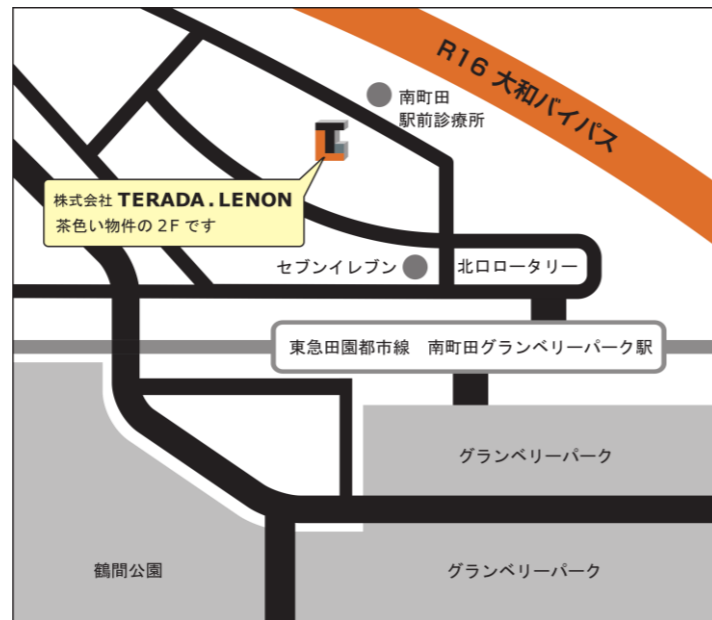 R16 大和バイパス
南町田
駅前診療所
株式会社 TERADA.LENON
茶色い物件の2Fです
セブンイレブン
北口ロータリー
東急田園都市線　南町田グランベリーパーク駅
グランベリーパーク
鶴間公園
グランベリーパーク